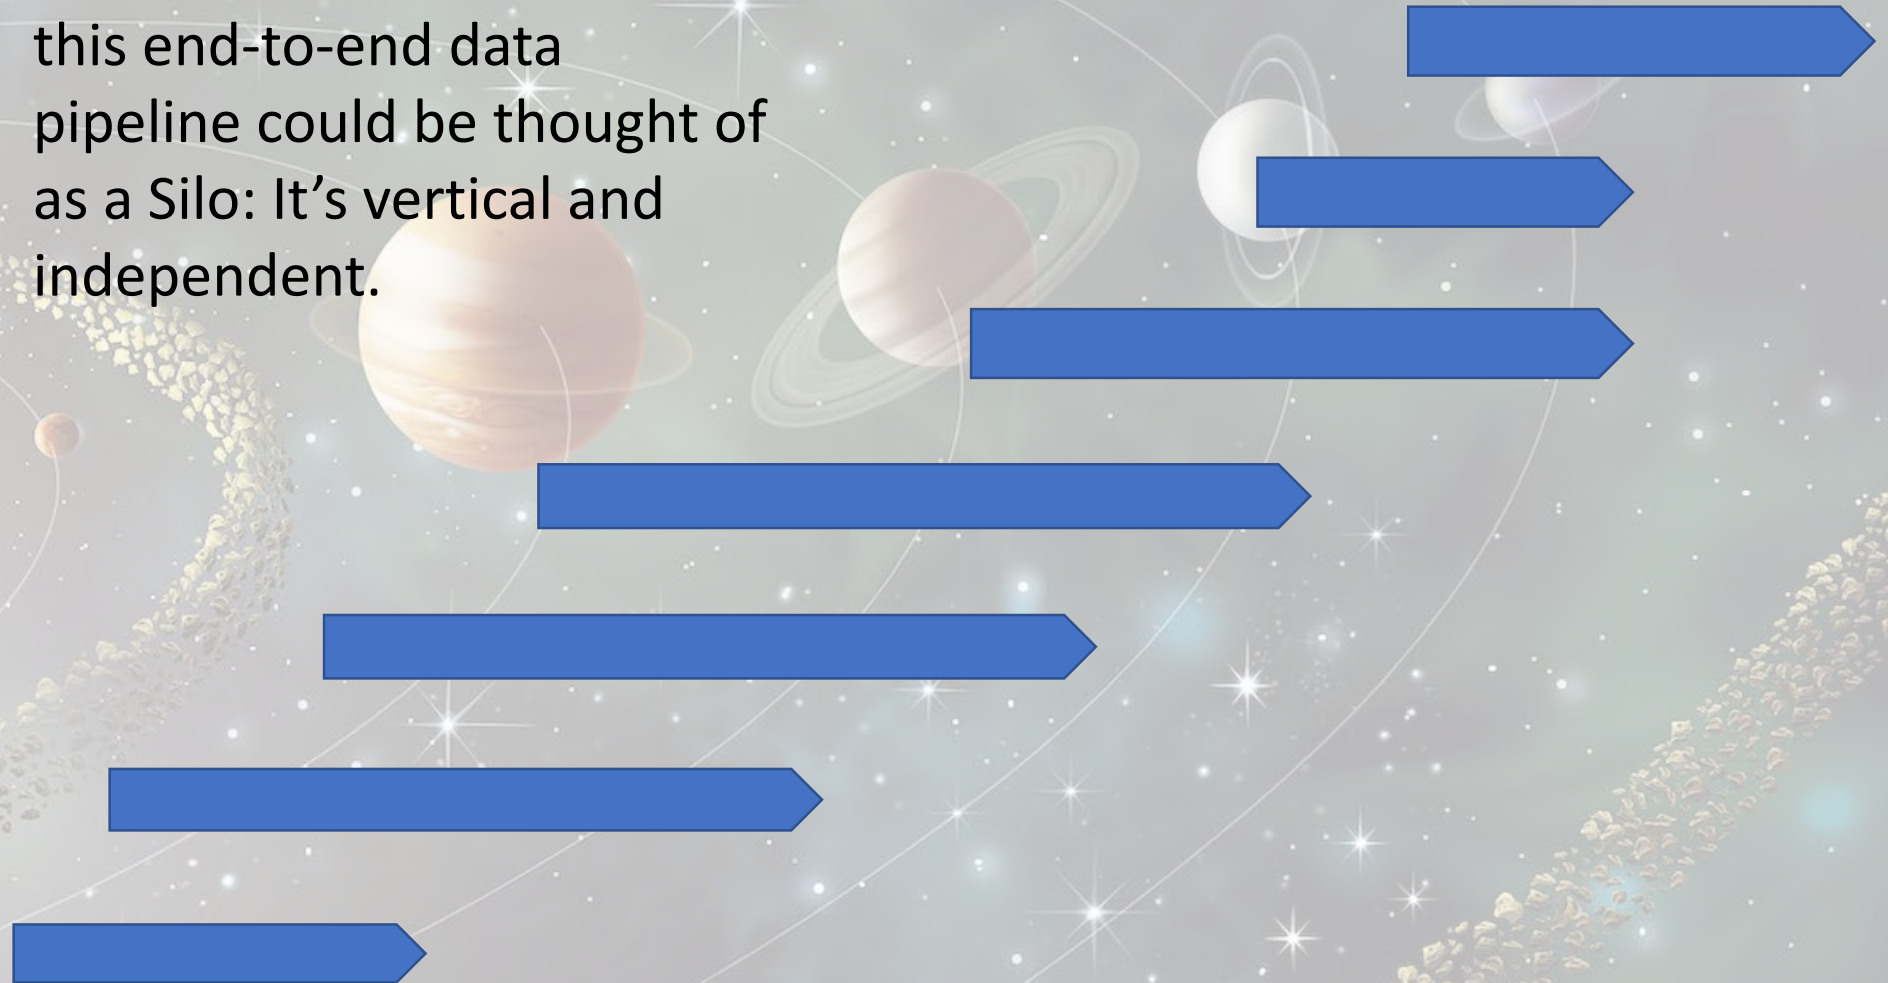 this end-to-end data
pipeline could be thought of
as a Silo: It’s vertical and
independent.